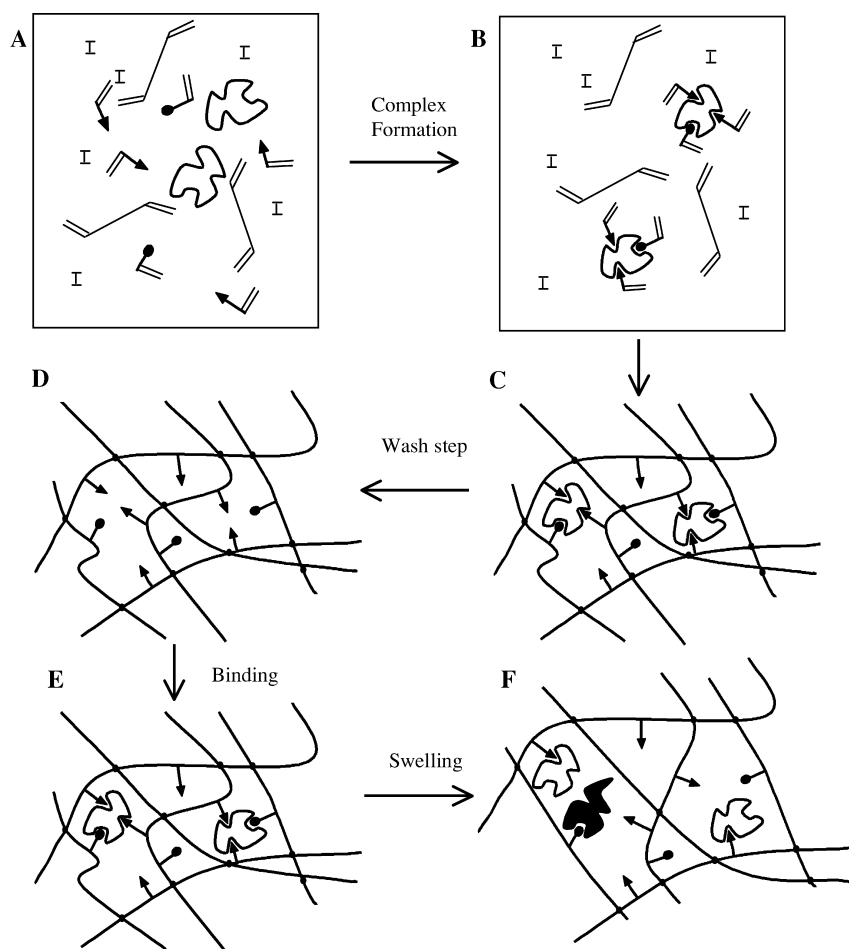 A
B
I I I I I I I
Complex
Formation
I I I I I I
D
C
Wash step
E
Binding
F
Swelling